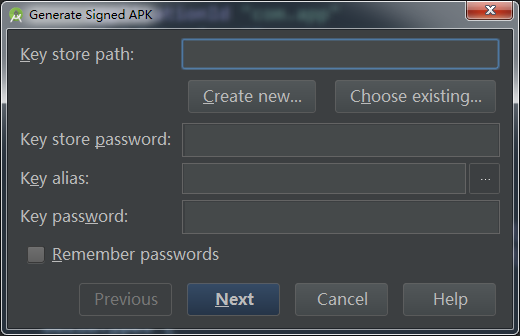 Generate Signed APK
Key store path:
Create new...
Choose existing...
Key store password:
Key alias:
...
Key password:
Remember passwords
Previous
Next
Cancel
Help